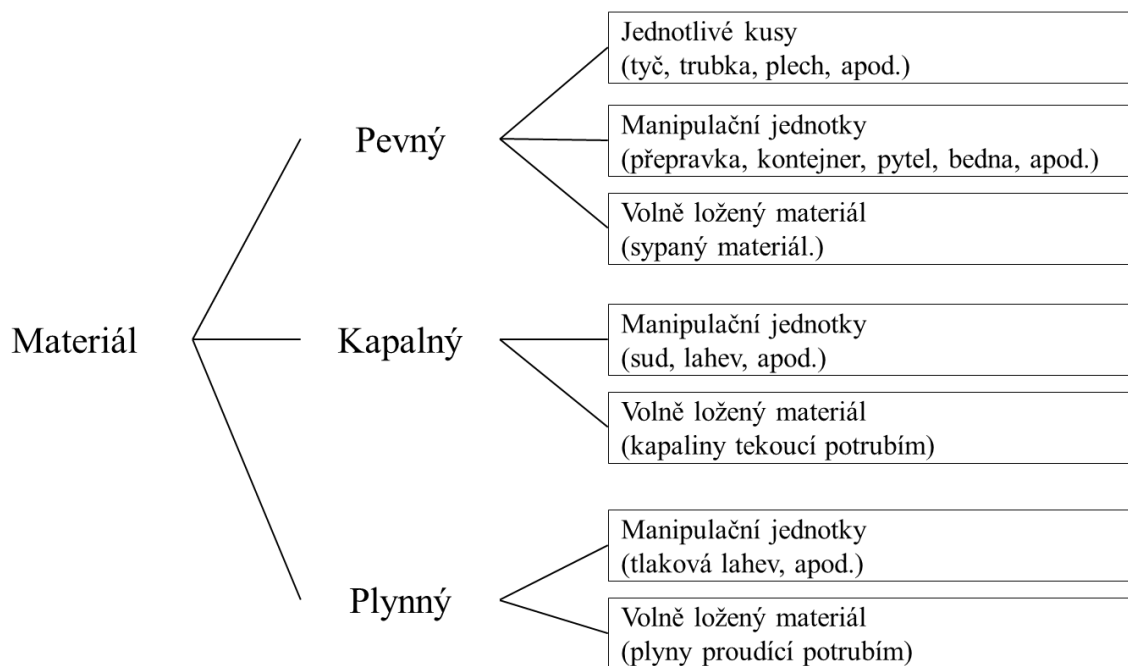 Materiál
Pevný
Jednotlivé kusy
(tyč, trubka, plech, apod.)
Manipulační jednotky
(přepravka, kontejner, pytel, bedna, apod.)
Volně ložený materiál
(sypaný materiál.)
Kapalný
Manipulační jednotky
(sud, lahev, apod.)
Volně ložený materiál
(kapaliny tekoucí potrubím)
Plynný
Manipulační jednotky
(tlaková lahev, apod.)
Volně ložený materiál
(plyny proudící potrubím)